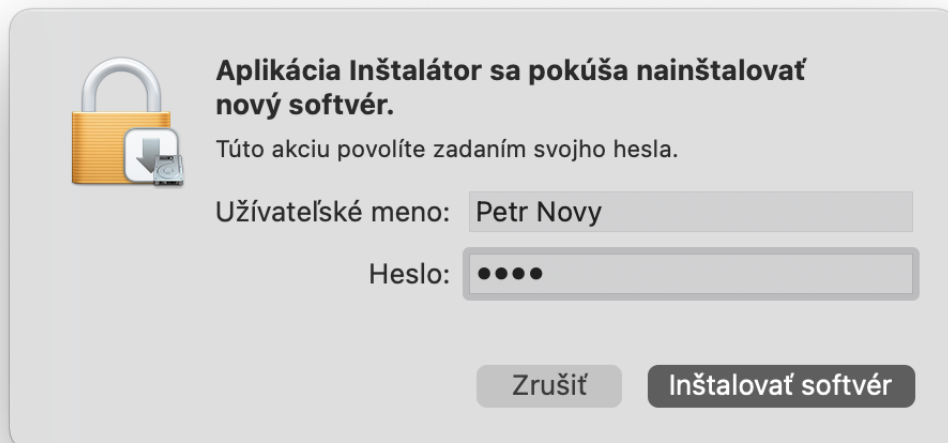 Aplikácia Inštalátor sa pokúša nainštalovať
nový softvér.
Túto akciu povolíte zadaním svojho hesla.
Užívateľské meno: Petr Novy
Heslo: ••••
Zrušiť Inštalovať softvér